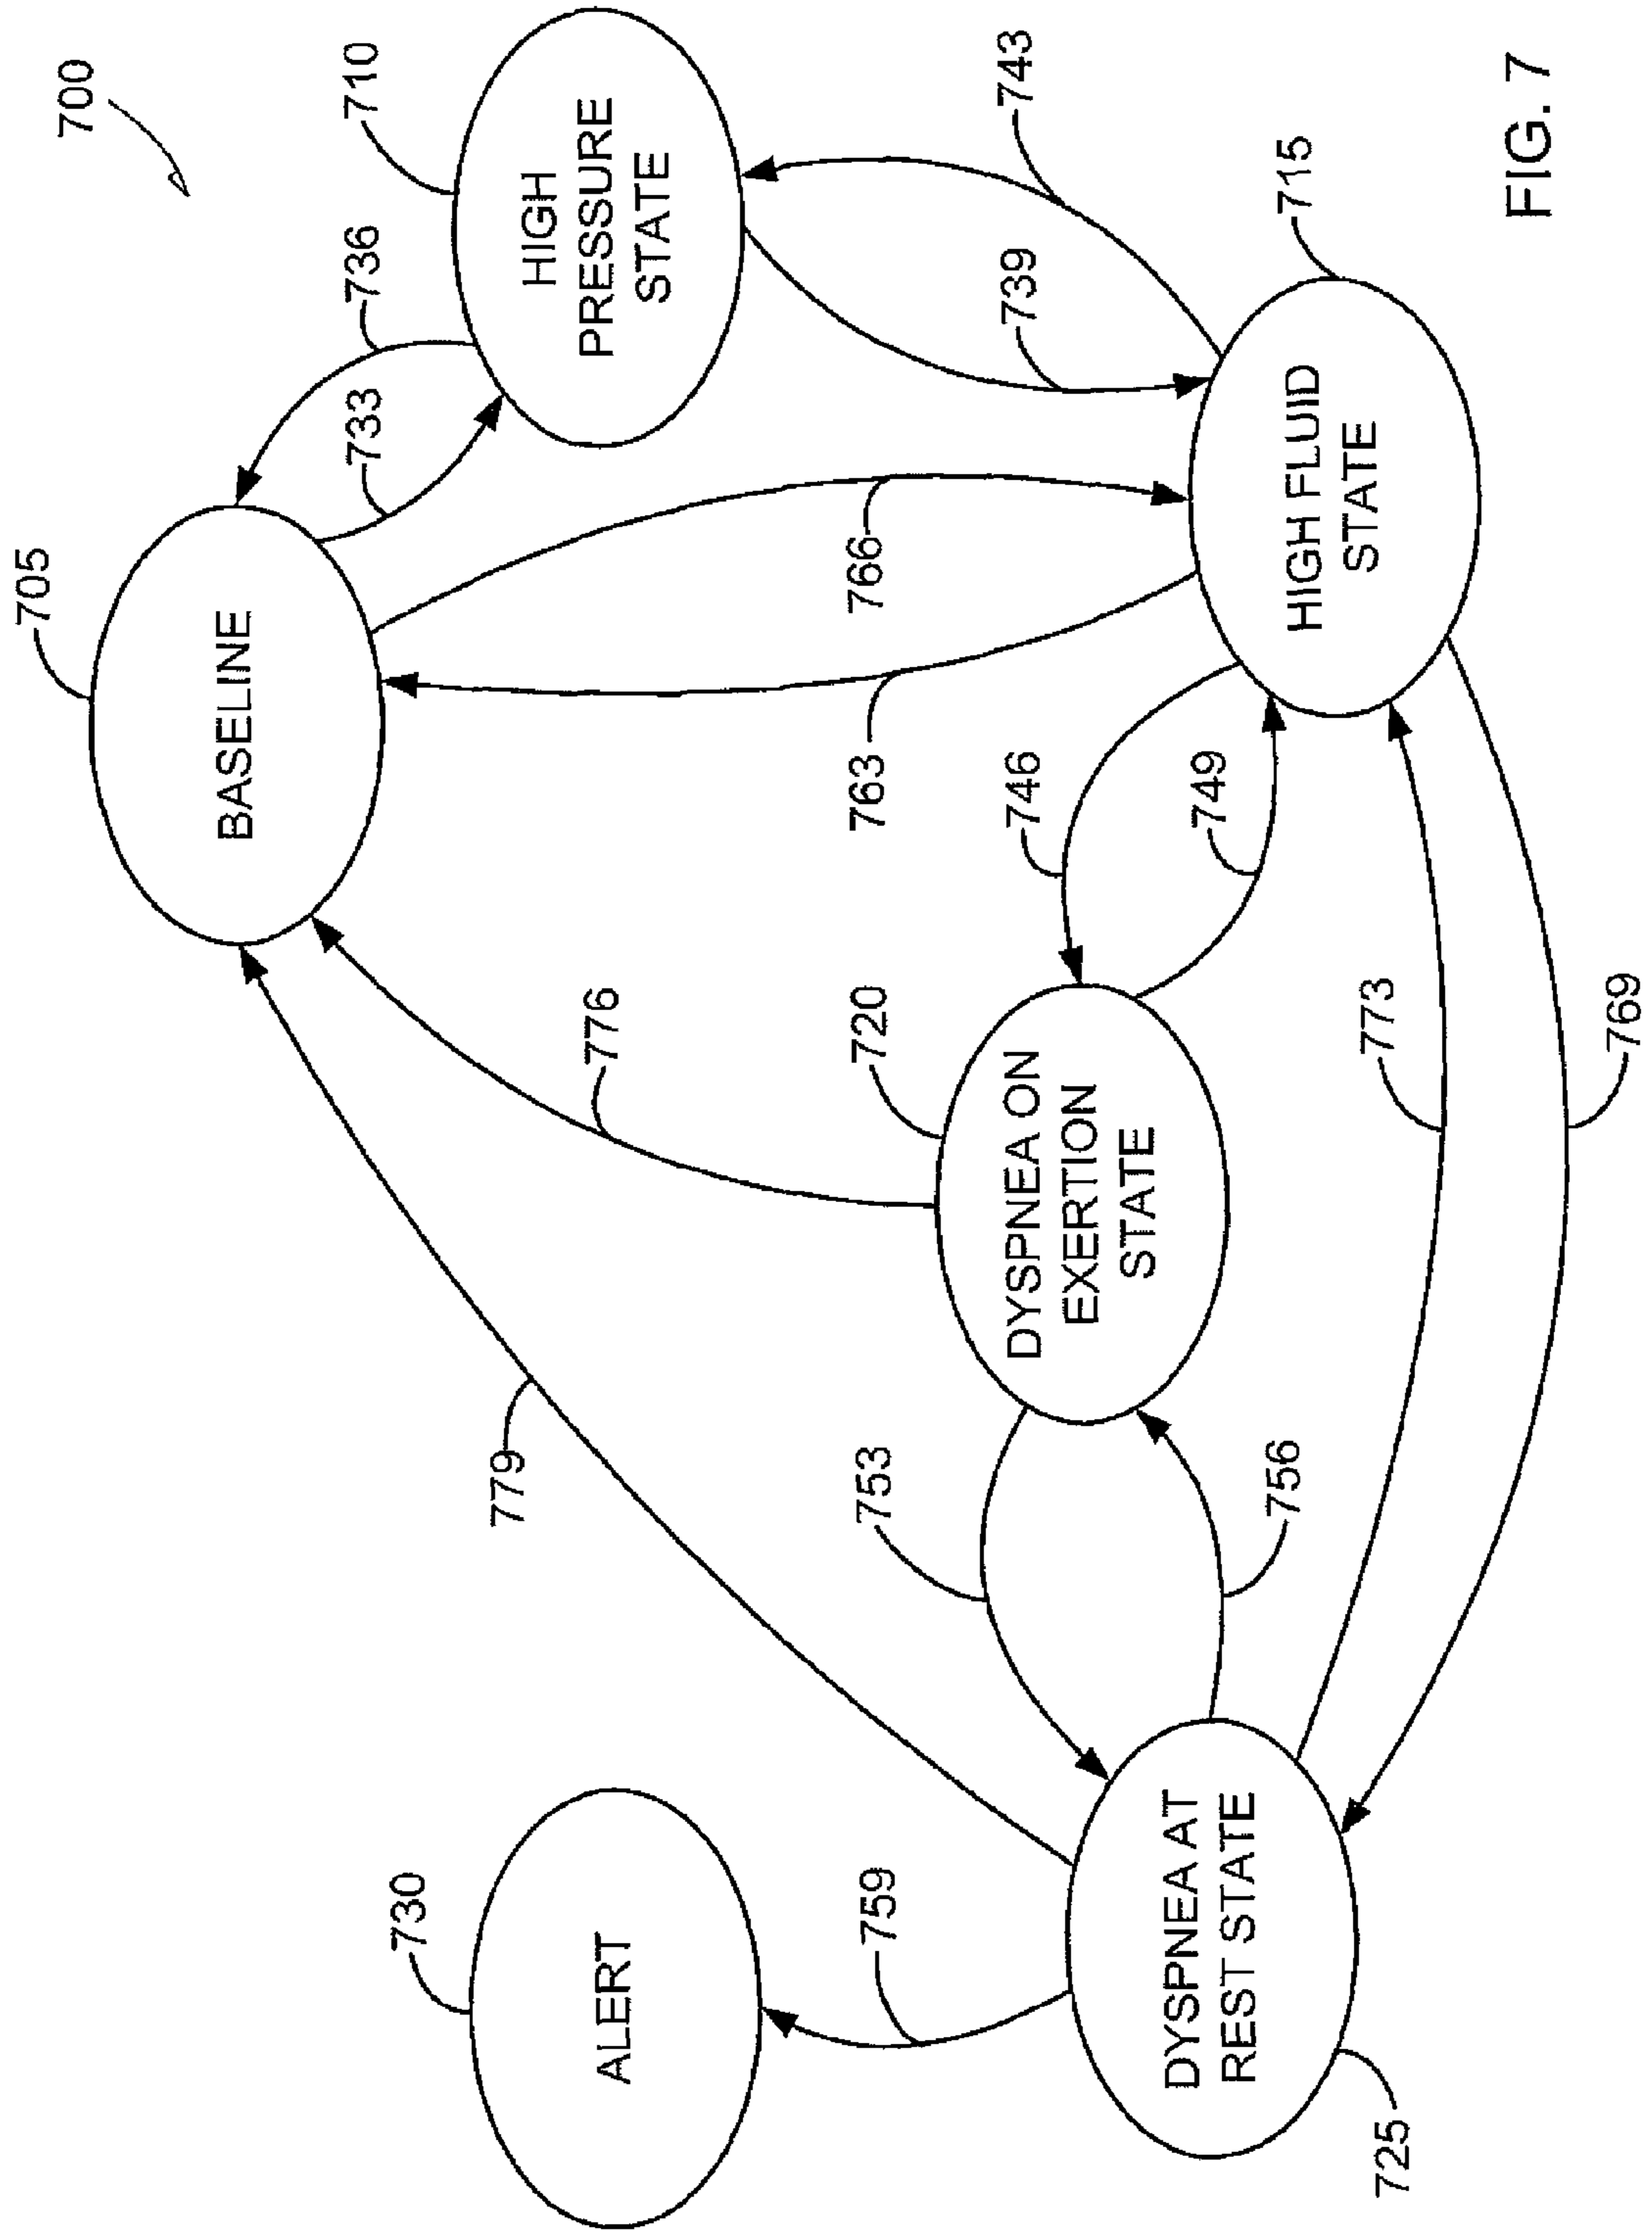 700
705
BASELINE
710
HIGH
PRESSURE
STATE
736
733
743
739
766
763
715
HIGH FLUID
STATE
746
749
776
720
DYSPNEA ON
EXERTION
STATE
773
769
779
753
756
730
ALERT
759
DYSPNEA AT
REST STATE
725
FIG. 7